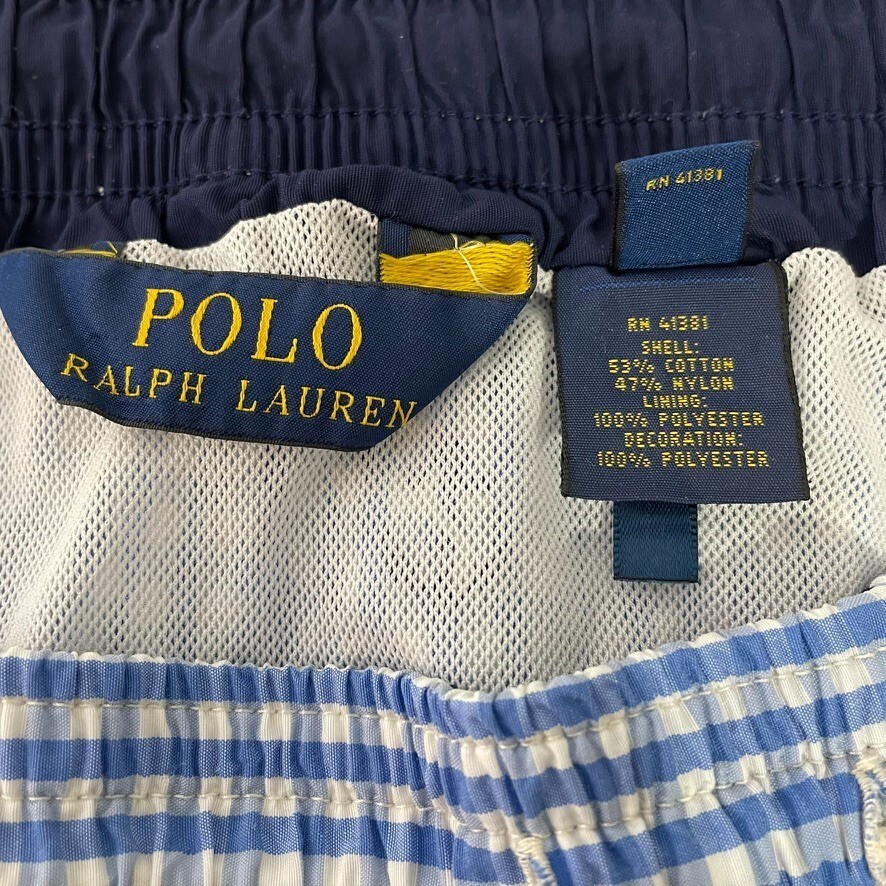 POLO
RALPH LAUREN
RN 41381
RN 41381
SHELL:
53% COTTON
47% NYLON
LINING:
100% POLYESTER
DECORATION:
100% POLYESTER